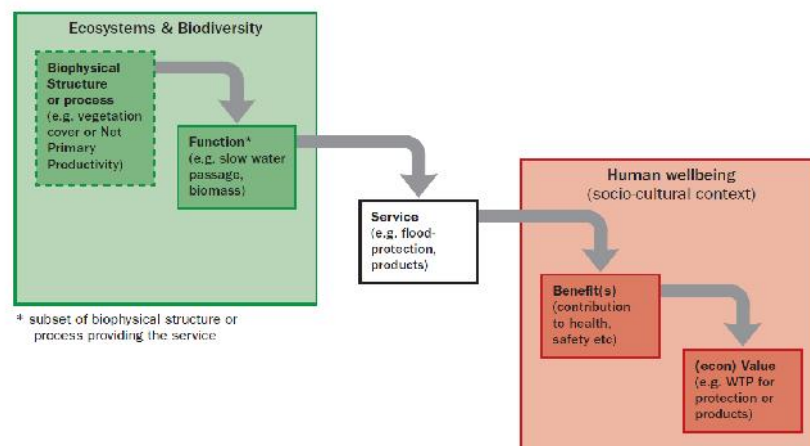 Ecosystems & Biodiversity
Biophysical
Structure
or process
(e.g. vegetation
cover or Net
Primary
Productivity)
Function*
(e.g. slow water
passage,
biomass)
Service
(e.g. flood-
protection,
products)
Human wellbeing
(socio-cultural context)
Benefit(s)
(contribution
to health,
safety etc)
(econ) Value
(e.g. WTP for
protection or
products)
* subset of biophysical structure or
process providing the service